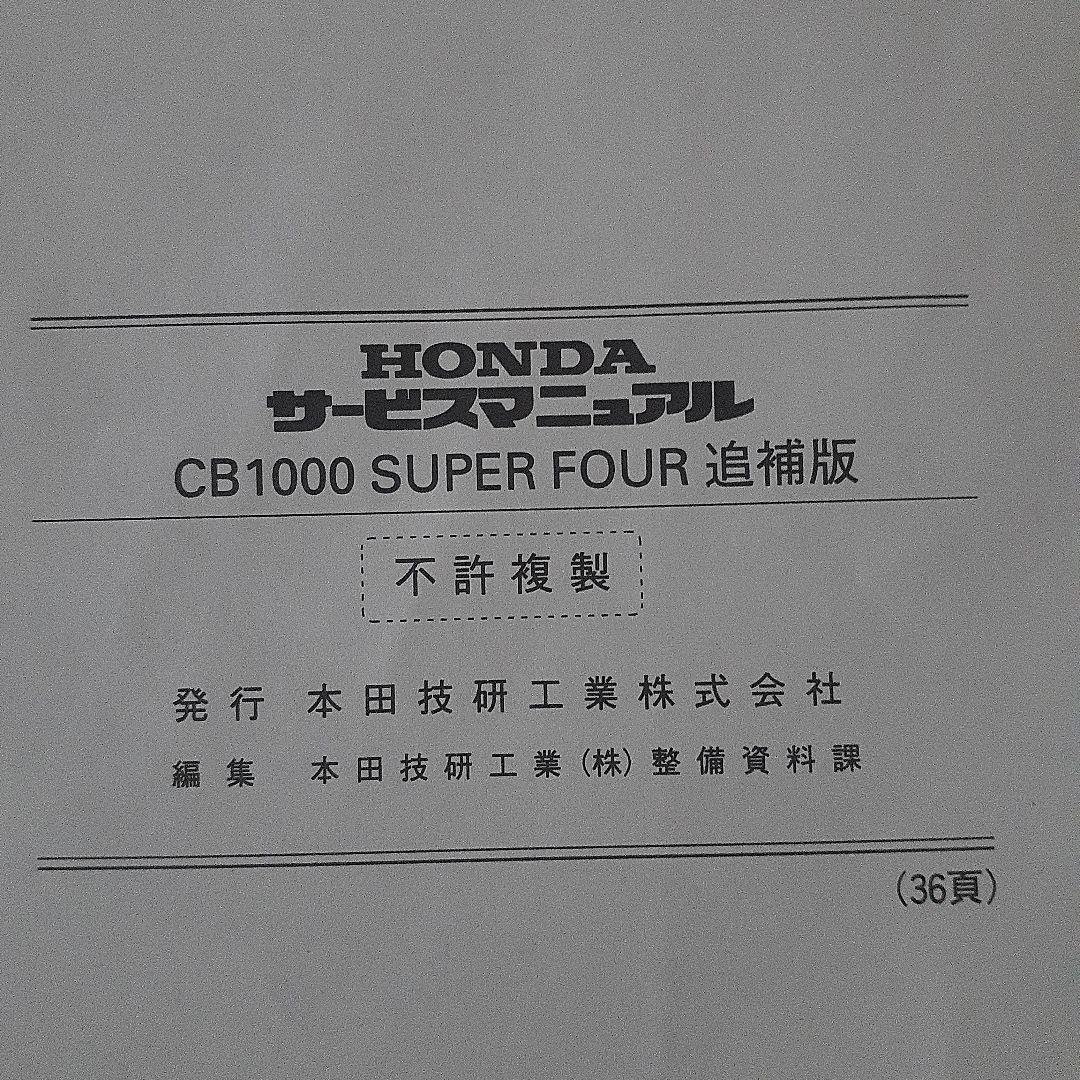 HONDA
サービスマニュアル
CB1000 SUPER FOUR 追補版
不許複製
発行 本田技研工業株式会社
編集 本田技研工業(株)整備資料課
(36頁)